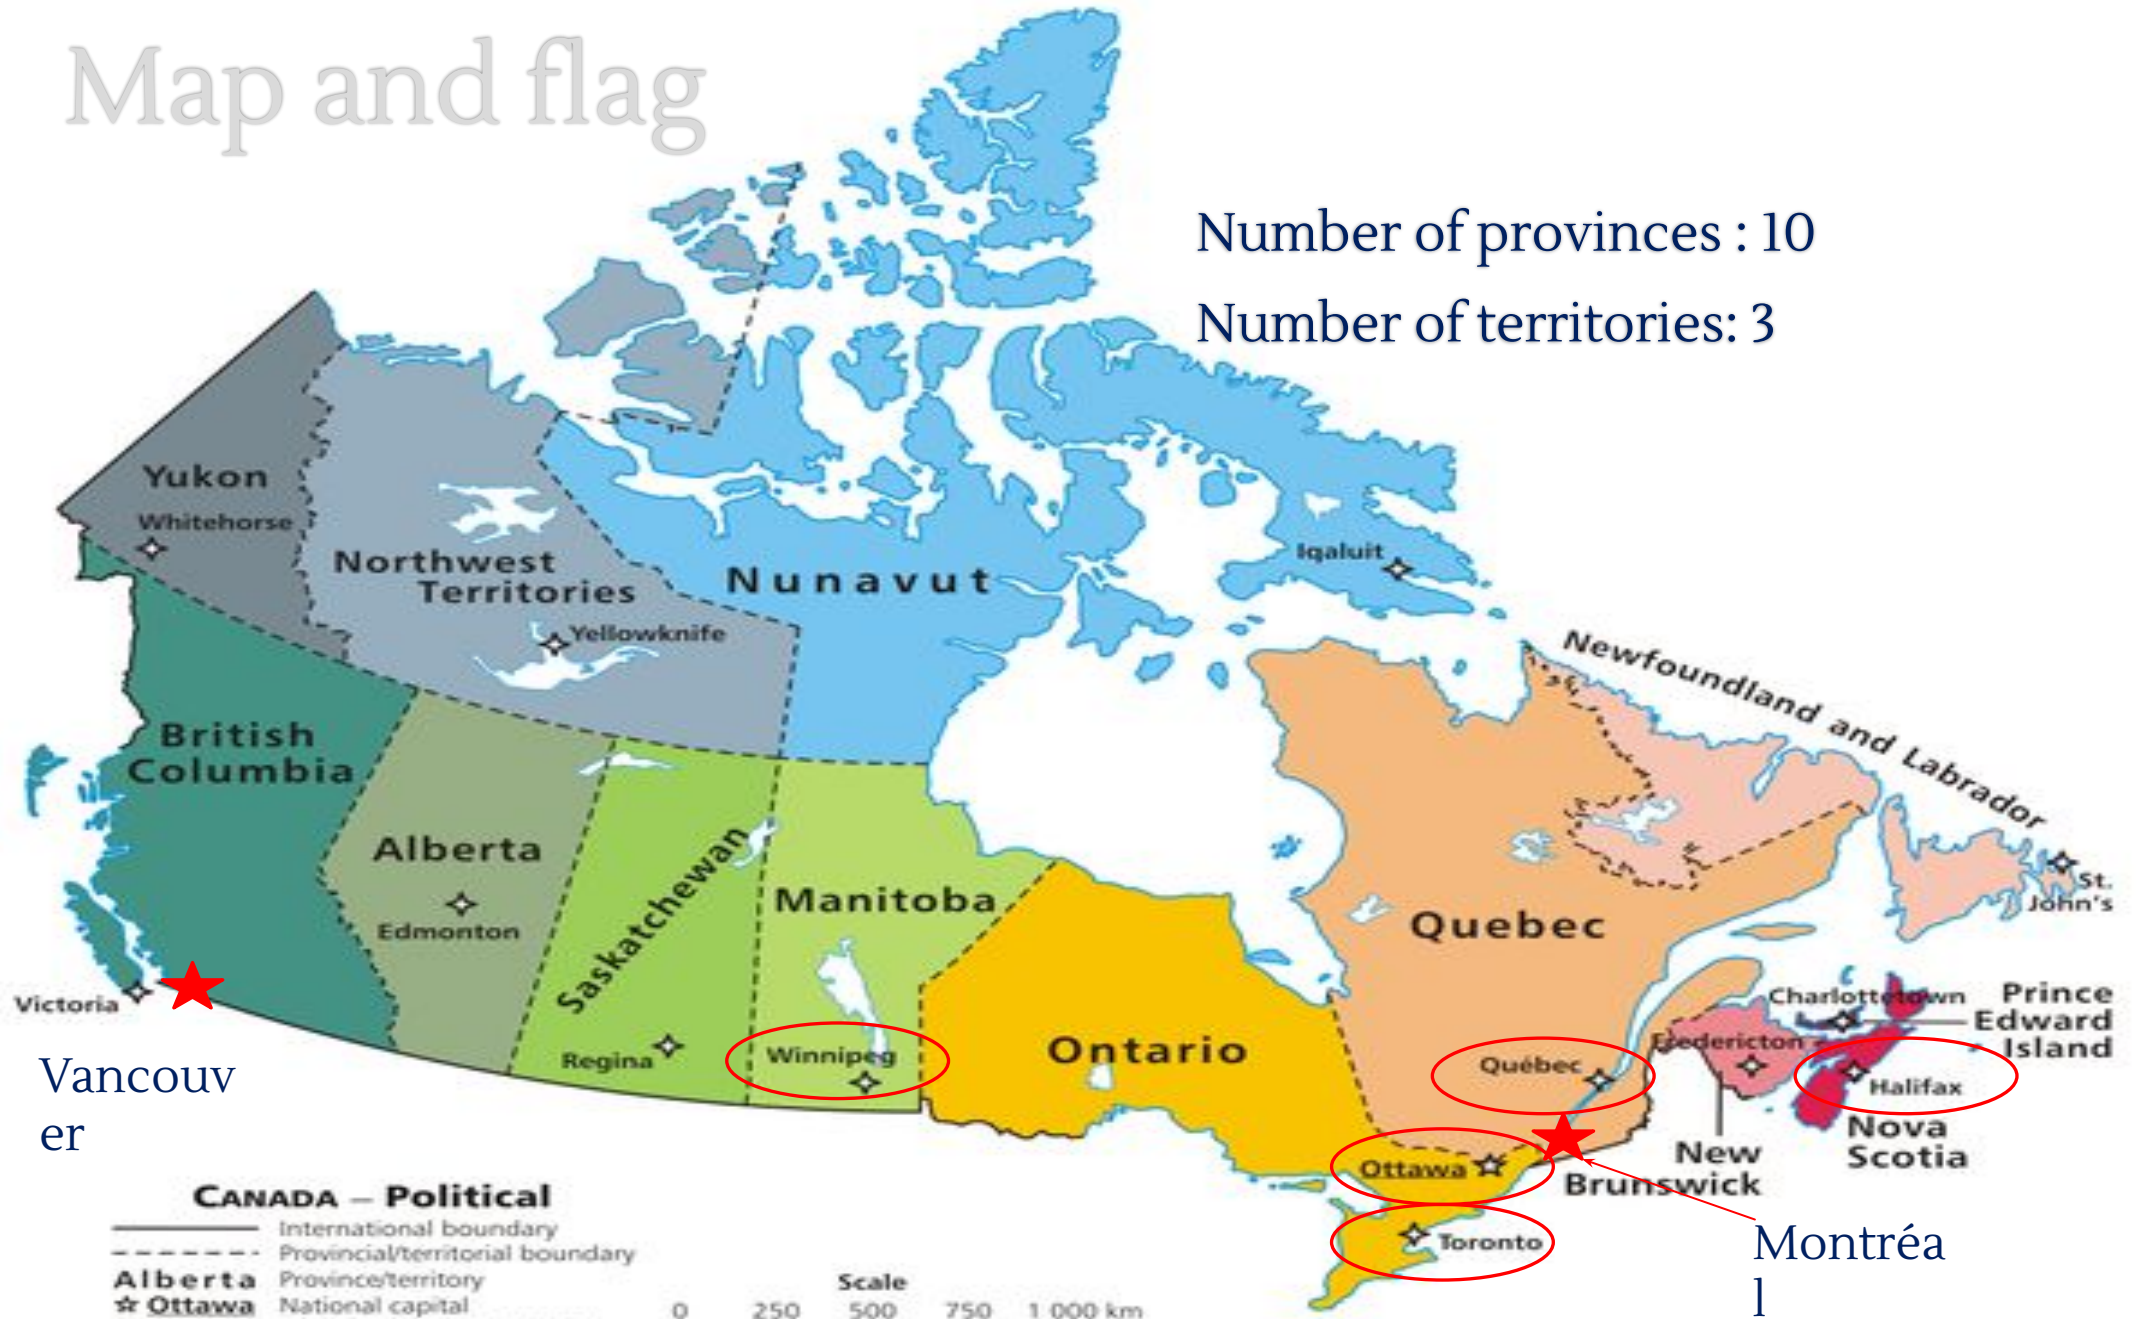 Map and flag
Number of provinces : 10
Number of territories: 3
Yukon
Whitehorse
Northwest
Territories
Yellowknife
Nunavut
Iqaluit
Newfoundland and Labrador
St.
John's
British
Columbia
Alberta
Edmonton
Saskatchewan
Regina
Manitoba
Winnipeg
Ontario
Quebec
Québec
Charlottetown
Prince
Edward
Island
Fredericton
Halifax
Nova
Scotia
New
Brunswick
Ottawa
Toronto
Victoria
Vancouv
er
Montréa
l
CANADA – Political
International boundary
Provincial/territorial boundary
Alberta Province/territory
Ottawa National capital
Scale
0 250 500 750 1 000 km